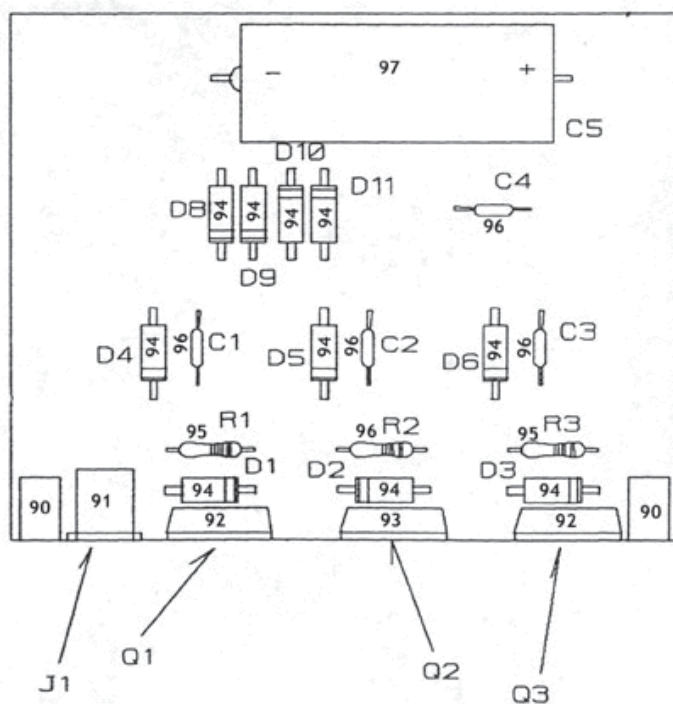 - 97 +
C5
D10
D11
C4
D8 94 94 94 94
96
D9
D4 94 96 C1 D5 94 96 C2 D6 94 96 C3
95 R1 96 R2 95 R3
D1 D2 D3
90 91 94 94 94 90
92 93 92
J1 Q1 Q2 Q3